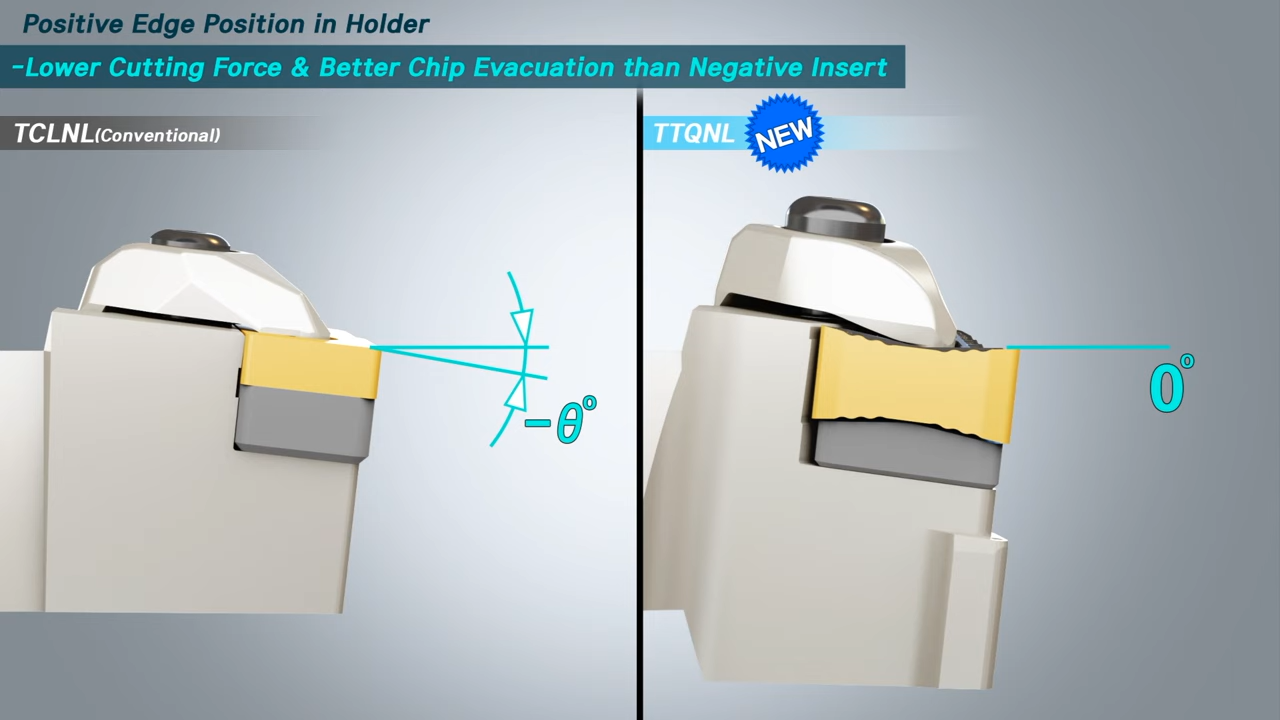 Positive Edge Position in Holder
-Lower Cutting Force & Better Chip Evacuation than Negative Insert
TCLNL(Conventional)
TTQNL NEW
-θ°
0°